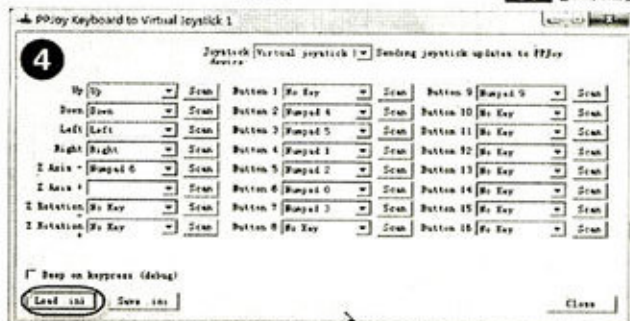 PPJoy Keyboard to Virtual Joystick 1
4
Joystick device: Virtual joystick 1 Sending joystick updates to PPJoy
Up Up Scan Button 1 No Key Scan Button 9 Numpad 9 Scan
Down Down Scan Button 2 Numpad 4 Scan Button 10 No Key Scan
Left Left Scan Button 3 Numpad 5 Scan Button 11 No Key Scan
Right Right Scan Button 4 Numpad 1 Scan Button 12 No Key Scan
Z Axis - Numpad 6 Scan Button 5 Numpad 2 Scan Button 13 No Key Scan
Z Axis + Scan Button 6 Numpad 0 Scan Button 14 No Key Scan
Z Rotation - No Key Scan Button 7 Numpad 3 Scan Button 15 No Key Scan
Z Rotation + No Key Scan Button 8 No Key Scan Button 16 No Key Scan
Beep on keypress (debug)
Load .ini Save .ini Close